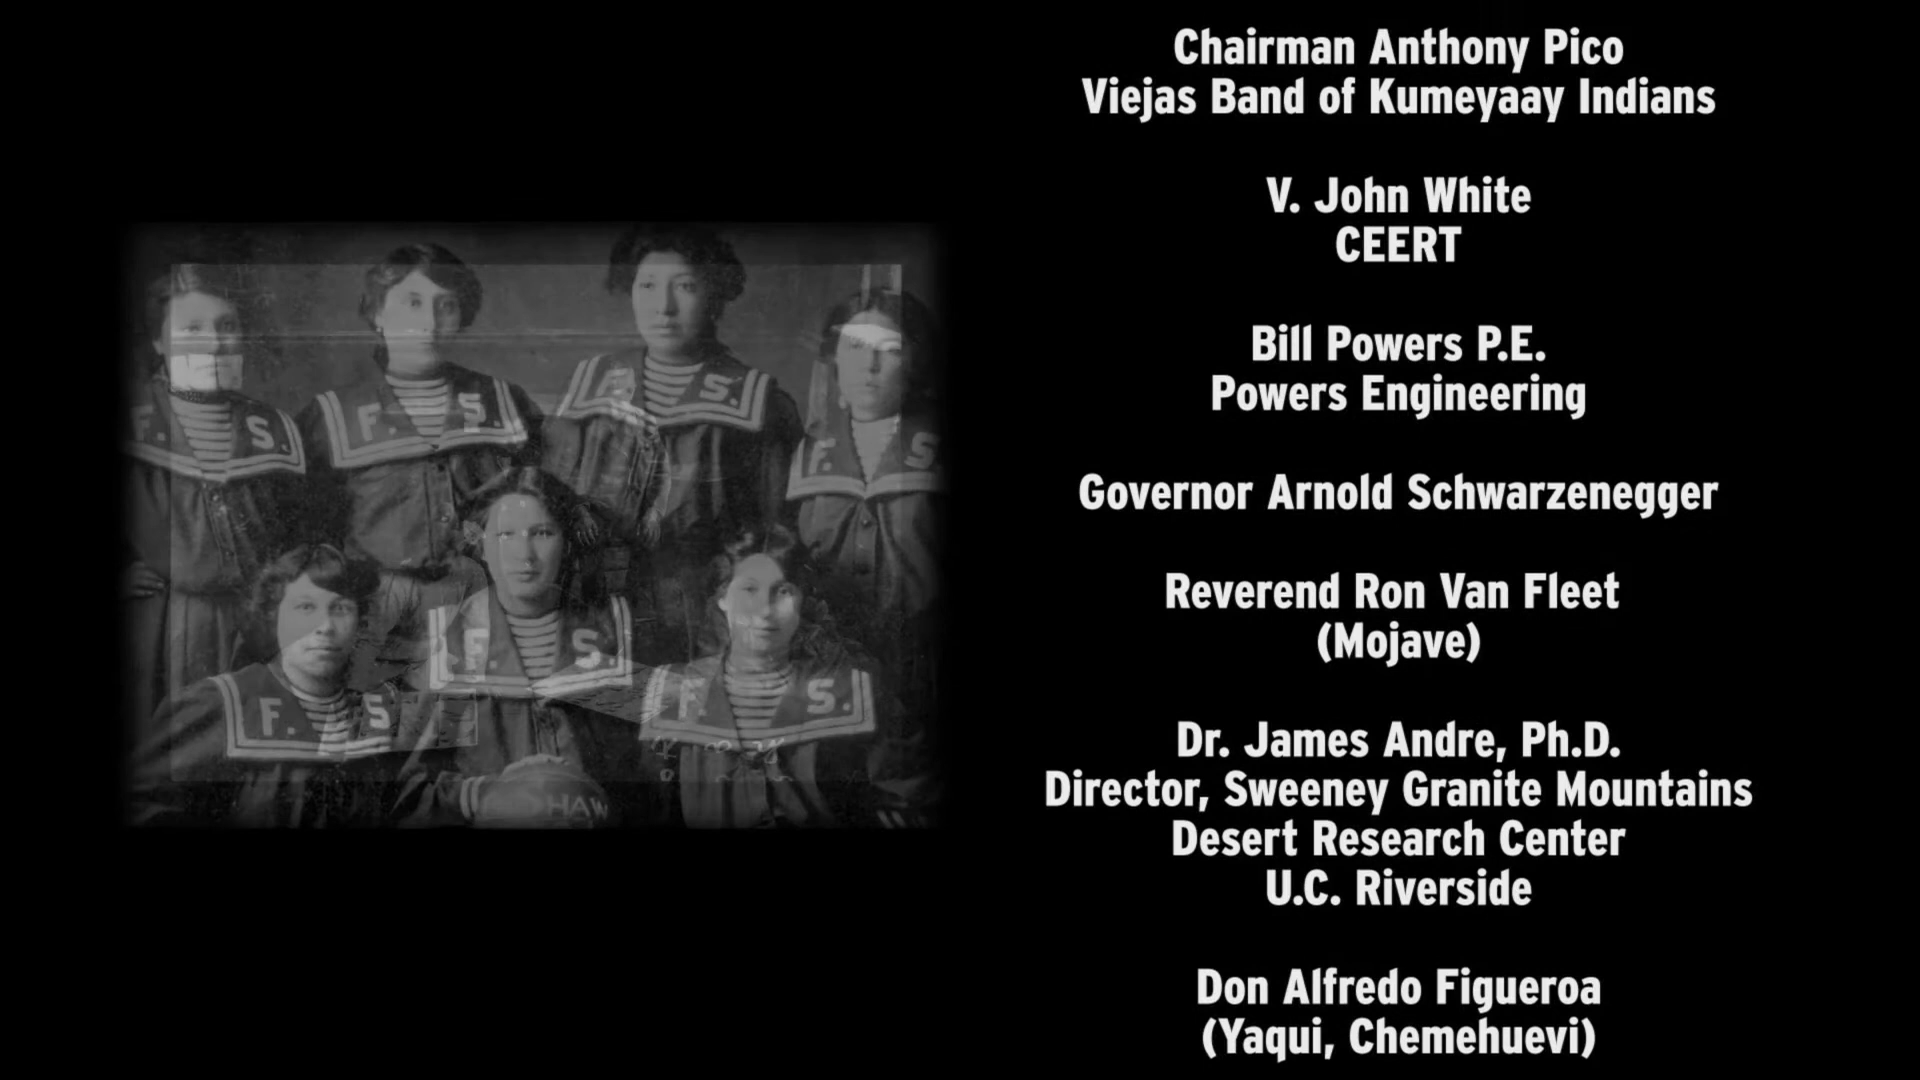 Chairman Anthony Pico
Viejas Band of Kumeyaay Indians
V. John White
CEERT
Bill Powers P.E.
Powers Engineering
Governor Arnold Schwarzenegger
Reverend Ron Van Fleet
(Mojave)
Dr. James Andre, Ph.D.
Director, Sweeney Granite Mountains
Desert Research Center
U.C. Riverside
Don Alfredo Figueroa
(Yaqui, Chemehuevi)
F. S.
F. S.
S.
F. S.
F. S.
F. S.
F. S.
HAW